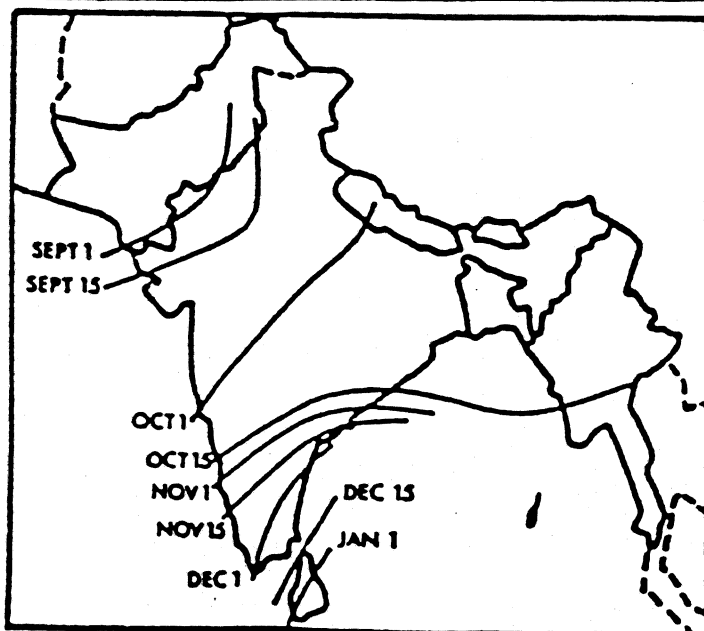 SEPT 1
SEPT 15
OCT 1
OCT 15
NOV 1
DEC 15
NOV 15
JAN 1
DEC 1